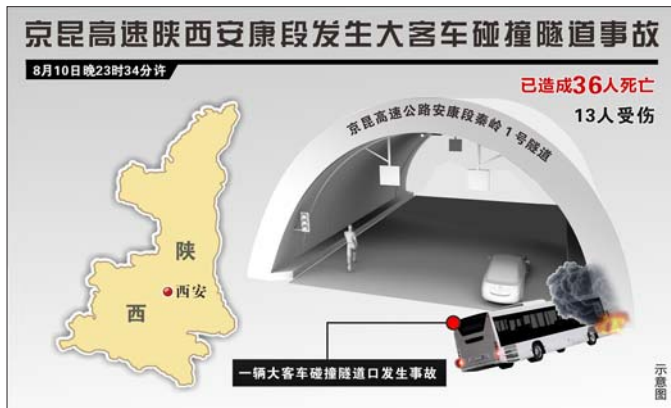 京昆高速陕西安康段发生大客车碰撞隧道事故
8月10日晚23时34分许
已造成36人死亡
13人受伤
京昆高速公路安康段秦岭1号隧道
陕
西安
西
一辆大客车碰撞隧道口发生事故
示意图